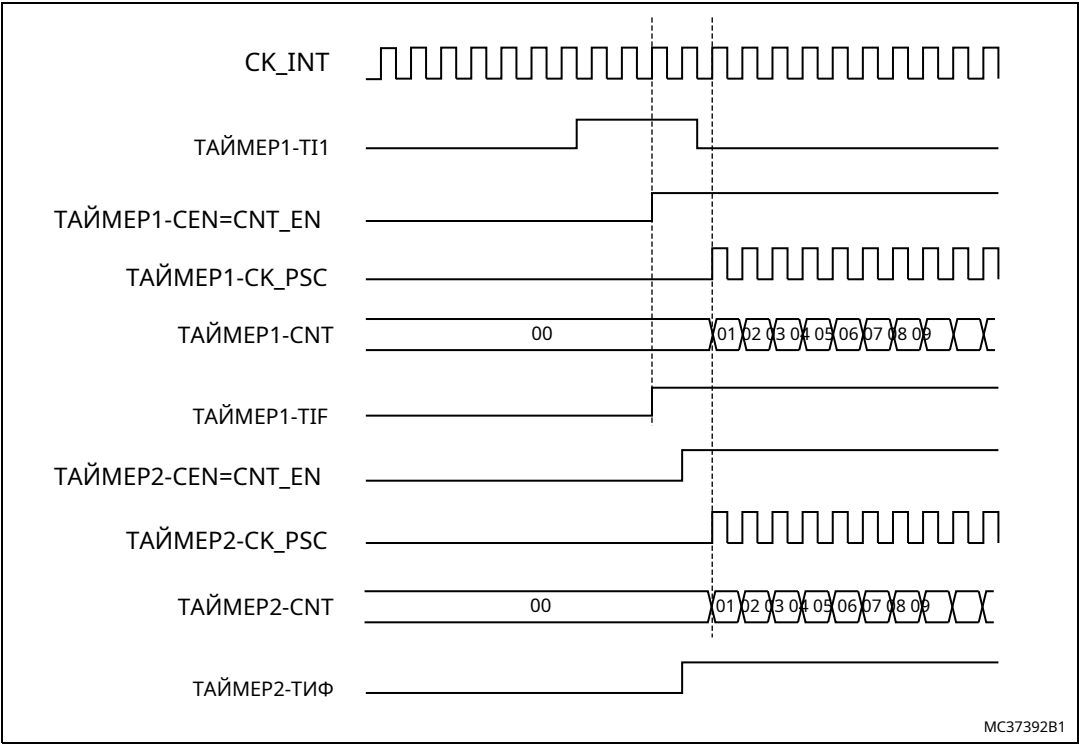 CK_INT
ТАЙМЕР1-TI1
ТАЙМЕР1-CEN=CNT_EN
ТАЙМЕР1-CK_PSC
ТАЙМЕР1-CNT 00 01 02 03 04 05 06 07 08 09
ТАЙМЕР1-TIF
ТАЙМЕР2-CEN=CNT_EN
ТАЙМЕР2-CK_PSC
ТАЙМЕР2-CNT 00 01 02 03 04 05 06 07 08 09
ТАЙМЕР2-ТИФ
MC37392B1